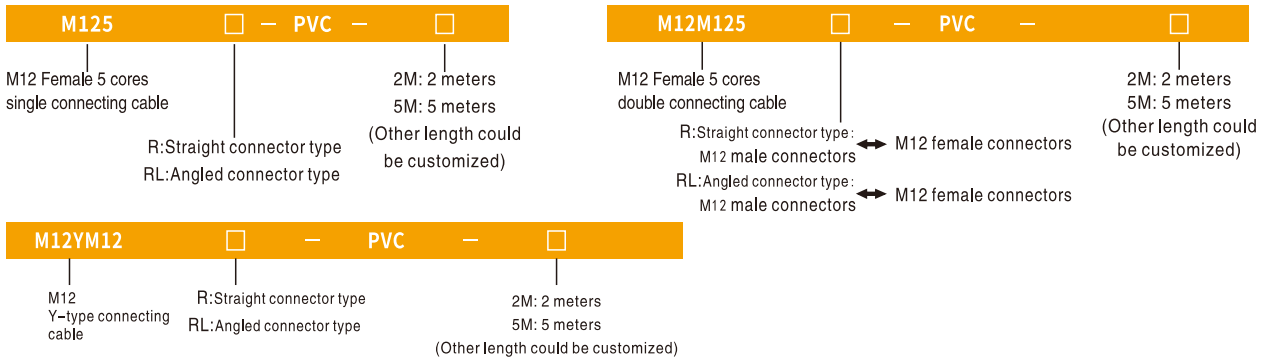 M125 □ — PVC — □
M12 Female 5 cores
single connecting cable
R:Straight connector type
RL:Angled connector type
2M: 2 meters
5M: 5 meters
(Other length could
be customized)
M12M125 □ — PVC — □
M12 Female 5 cores
double connecting cable
R:Straight connector type:
M12 male connectors ↔ M12 female connectors
RL:Angled connector type:
M12 male connectors ↔ M12 female connectors
2M: 2 meters
5M: 5 meters
(Other length could
be customized)
M12YM12 □ — PVC — □
M12
Y-type connecting
cable
R:Straight connector type
RL:Angled connector type
2M: 2 meters
5M: 5 meters
(Other length could be customized)